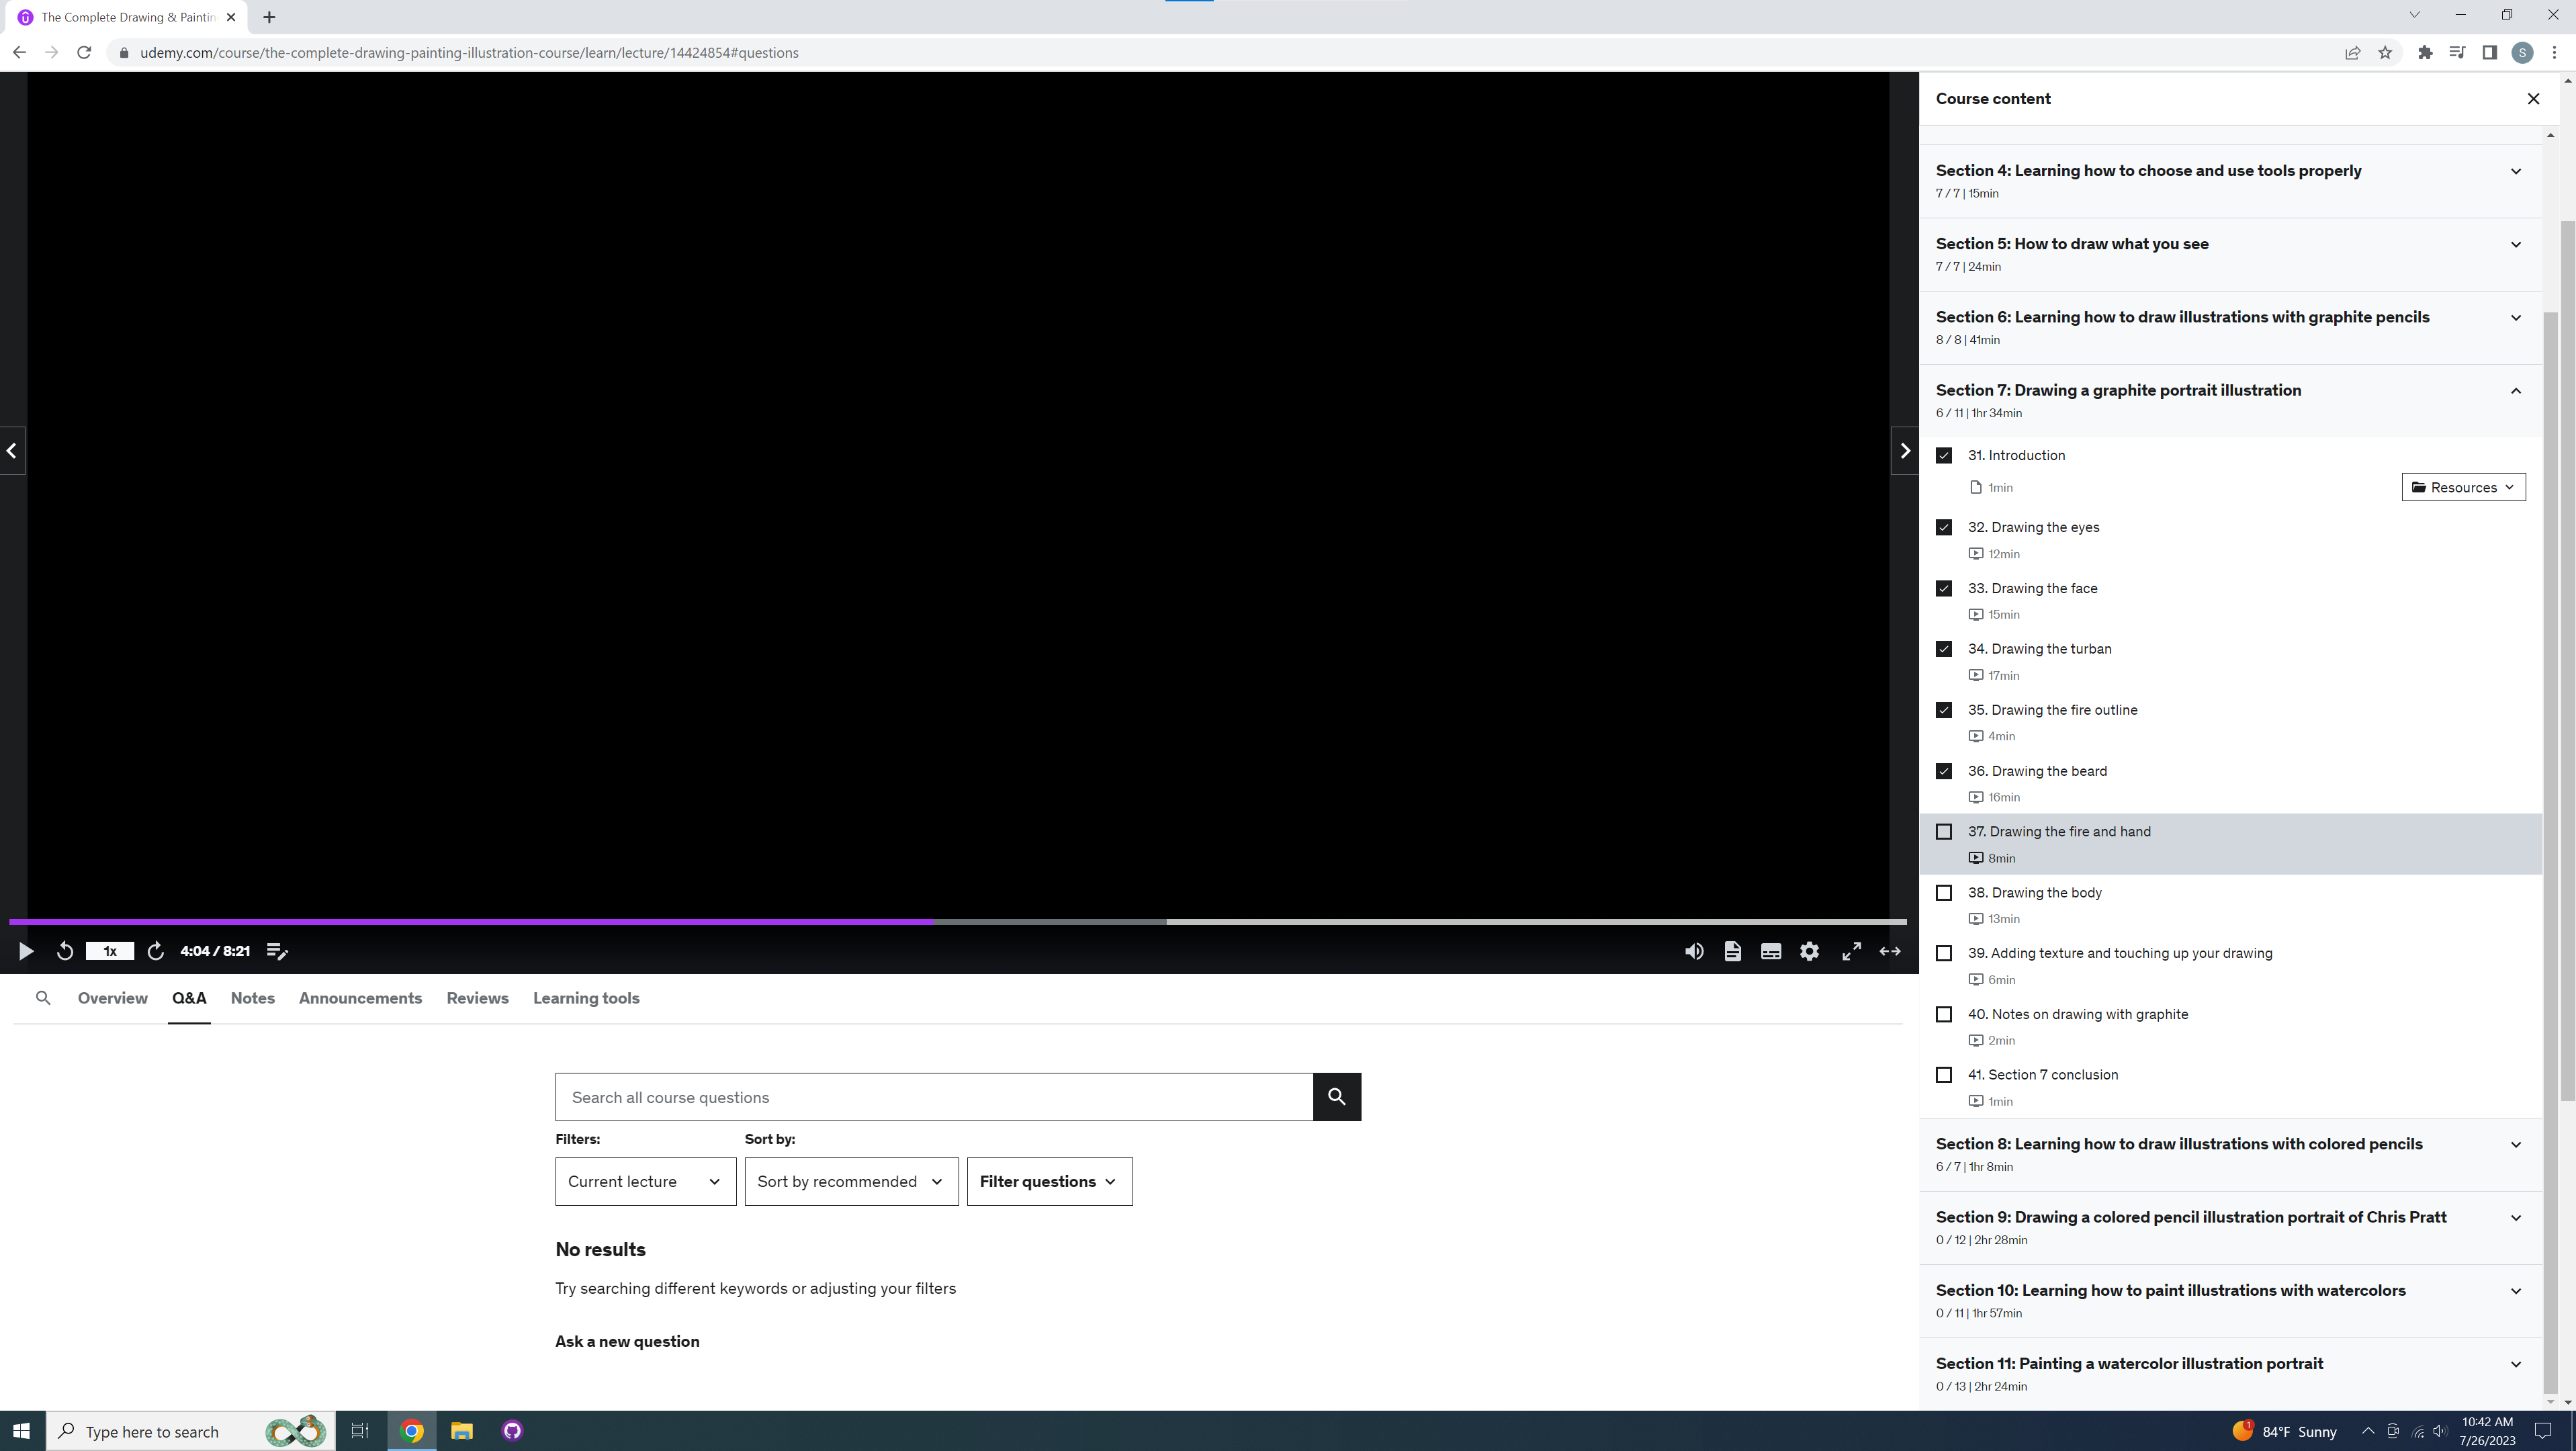 The Complete Drawing & Paintin
udemy.com/course/the-complete-drawing-painting-illustration-course/learn/lecture/14424854#questions
S
Course content
Section 4: Learning how to choose and use tools properly
7 / 7 | 15min
Section 5: How to draw what you see
7 / 7 | 24min
Section 6: Learning how to draw illustrations with graphite pencils
8 / 8 | 41min
Section 7: Drawing a graphite portrait illustration
6 / 11 | 1hr 34min
31. Introduction
1min
Resources
32. Drawing the eyes
12min
33. Drawing the face
15min
34. Drawing the turban
17min
35. Drawing the fire outline
4min
36. Drawing the beard
16min
37. Drawing the fire and hand
8min
38. Drawing the body
13min
39. Adding texture and touching up your drawing
6min
40. Notes on drawing with graphite
2min
41. Section 7 conclusion
1min
Section 8: Learning how to draw illustrations with colored pencils
6 / 7 | 1hr 8min
Section 9: Drawing a colored pencil illustration portrait of Chris Pratt
0 / 12 | 2hr 28min
Section 10: Learning how to paint illustrations with watercolors
0 / 11 | 1hr 57min
Section 11: Painting a watercolor illustration portrait
0 / 13 | 2hr 24min
1x
4:04 / 8:21
Overview Q&A Notes Announcements Reviews Learning tools
Search all course questions
Filters: Sort by:
Current lecture Sort by recommended Filter questions
No results
Try searching different keywords or adjusting your filters
Ask a new question
Type here to search
1
84°F Sunny
10:42 AM
7/26/2023